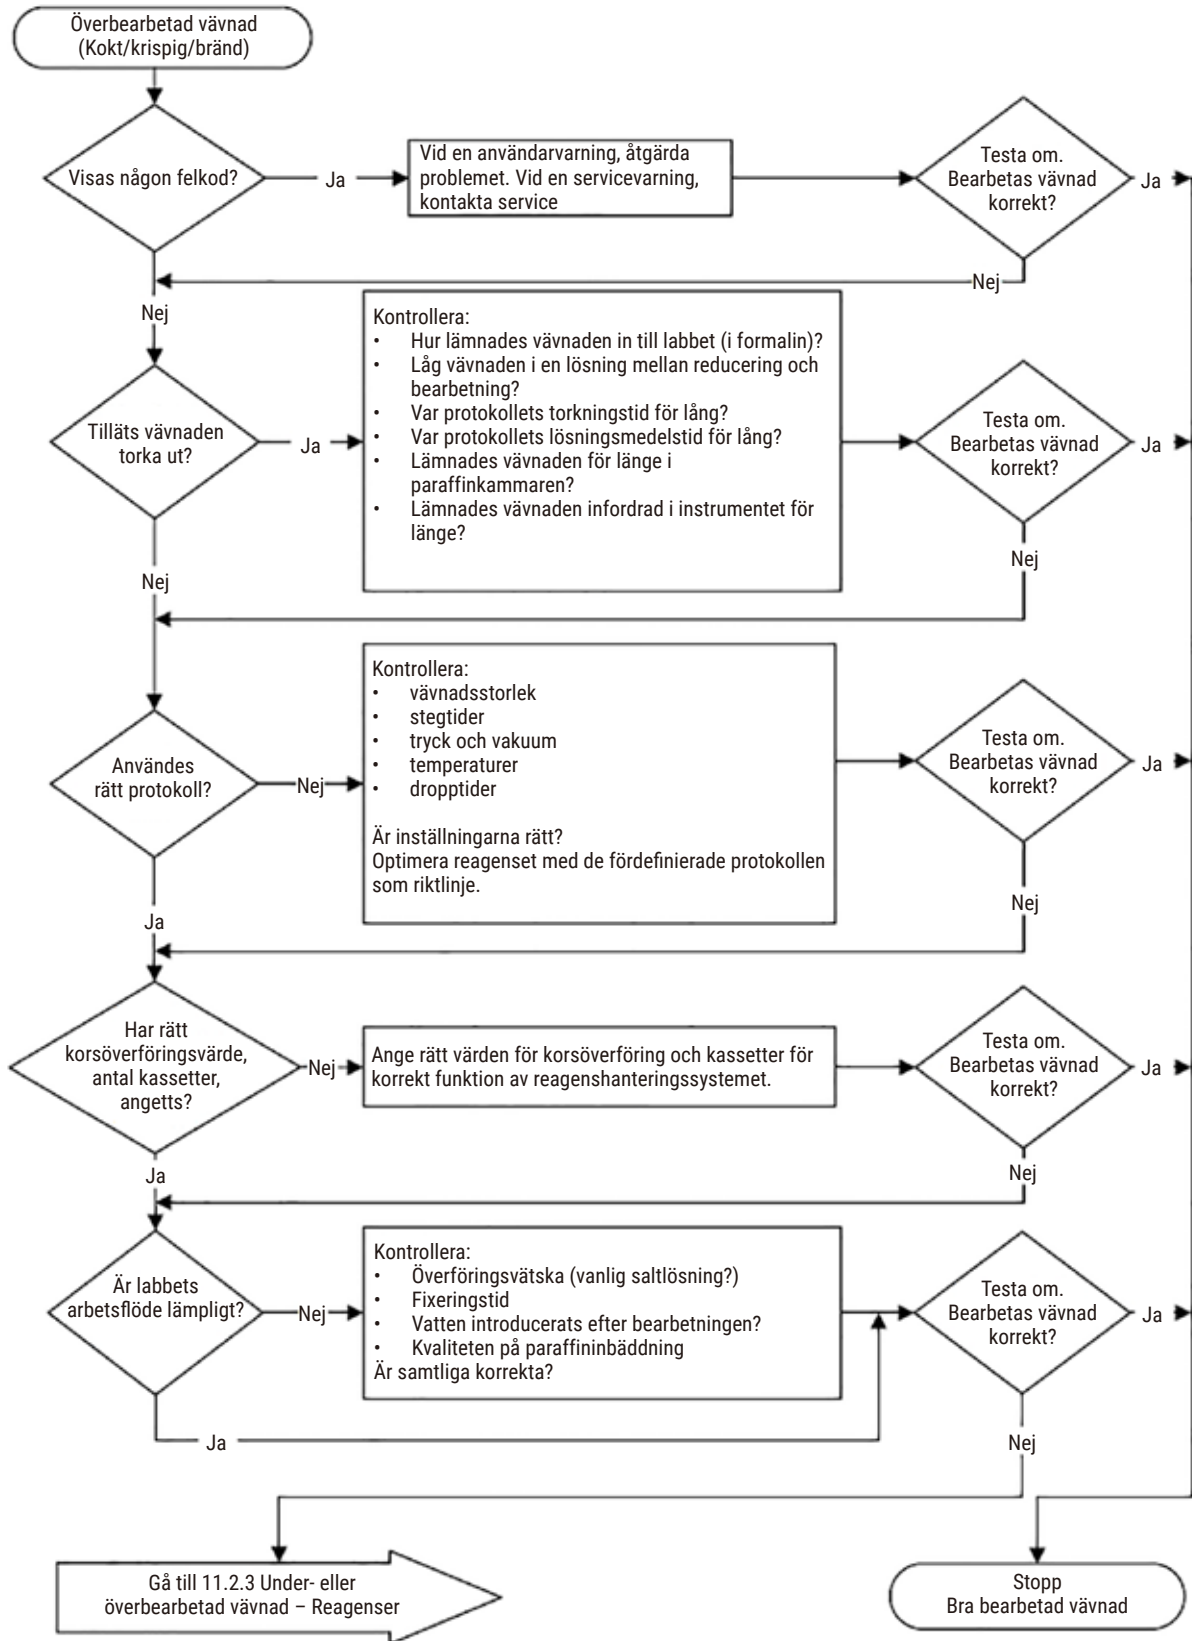 Överbearbetad vävnad
(Kokt/krispig/bränd)
Visas någon felkod?
Ja
Vid en användarvarning, åtgärda
problemet. Vid en servicevarning,
kontakta service
Testa om.
Bearbetas vävnad
korrekt?
Ja
Nej
Nej
Tilläts vävnaden
torka ut?
Ja
Kontrollera:
• Hur lämnades vävnaden in till labbet (i formalin)?
• Låg vävnaden i en lösning mellan reducering och
bearbetning?
• Var protokollets torkningstid för lång?
• Var protokollets lösningsmedelstid för lång?
• Lämnades vävnaden för länge i
paraffinkammaren?
• Lämnades vävnaden infordrad i instrumentet för
länge?
Testa om.
Bearbetas vävnad
korrekt?
Ja
Nej
Nej
Användes
rätt protokoll?
Nej
Kontrollera:
• vävnadsstorlek
• stegtider
• tryck och vakuum
• temperaturer
• dropptider
Är inställningarna rätt?
Optimera reagenset med de fördefinierade protokollen
som riktlinje.
Testa om.
Bearbetas vävnad
korrekt?
Ja
Nej
Ja
Har rätt
korsöverföringsvärde,
antal kassetter,
angetts?
Nej
Ange rätt värden för korsöverföring och kassetter för
korrekt funktion av reagenshanteringssystemet.
Testa om.
Bearbetas vävnad
korrekt?
Ja
Nej
Ja
Är labbets
arbetsflöde lämpligt?
Nej
Kontrollera:
• Överföringsvätska (vanlig saltlösning?)
• Fixeringstid
• Vatten introducerats efter bearbetningen?
• Kvaliteten på paraffininbäddning
Är samtliga korrekta?
Testa om.
Bearbetas vävnad
korrekt?
Ja
Ja
Nej
Gå till 11.2.3 Under- eller
överbearbetad vävnad – Reagenser
Stopp
Bra bearbetad vävnad